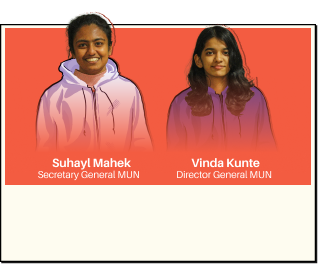 Suhayl Mahek
Secretary General MUN
Vinda Kunte
Director General MUN